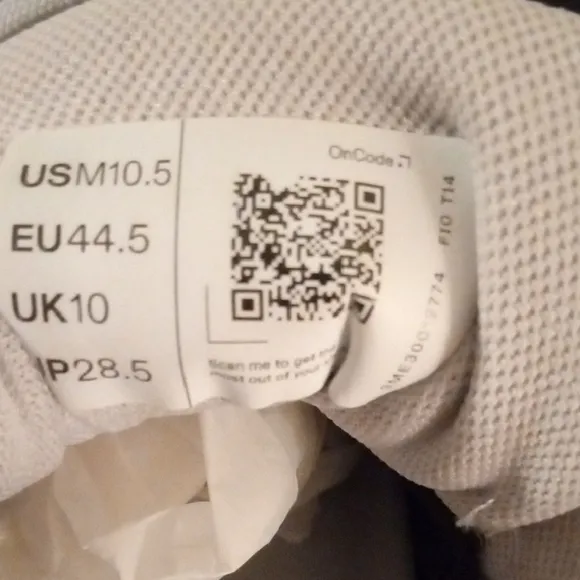 USM10.5
EU44.5
UK10
JP28.5
OnCode
Scan me to get the
most out of your
F10 T14